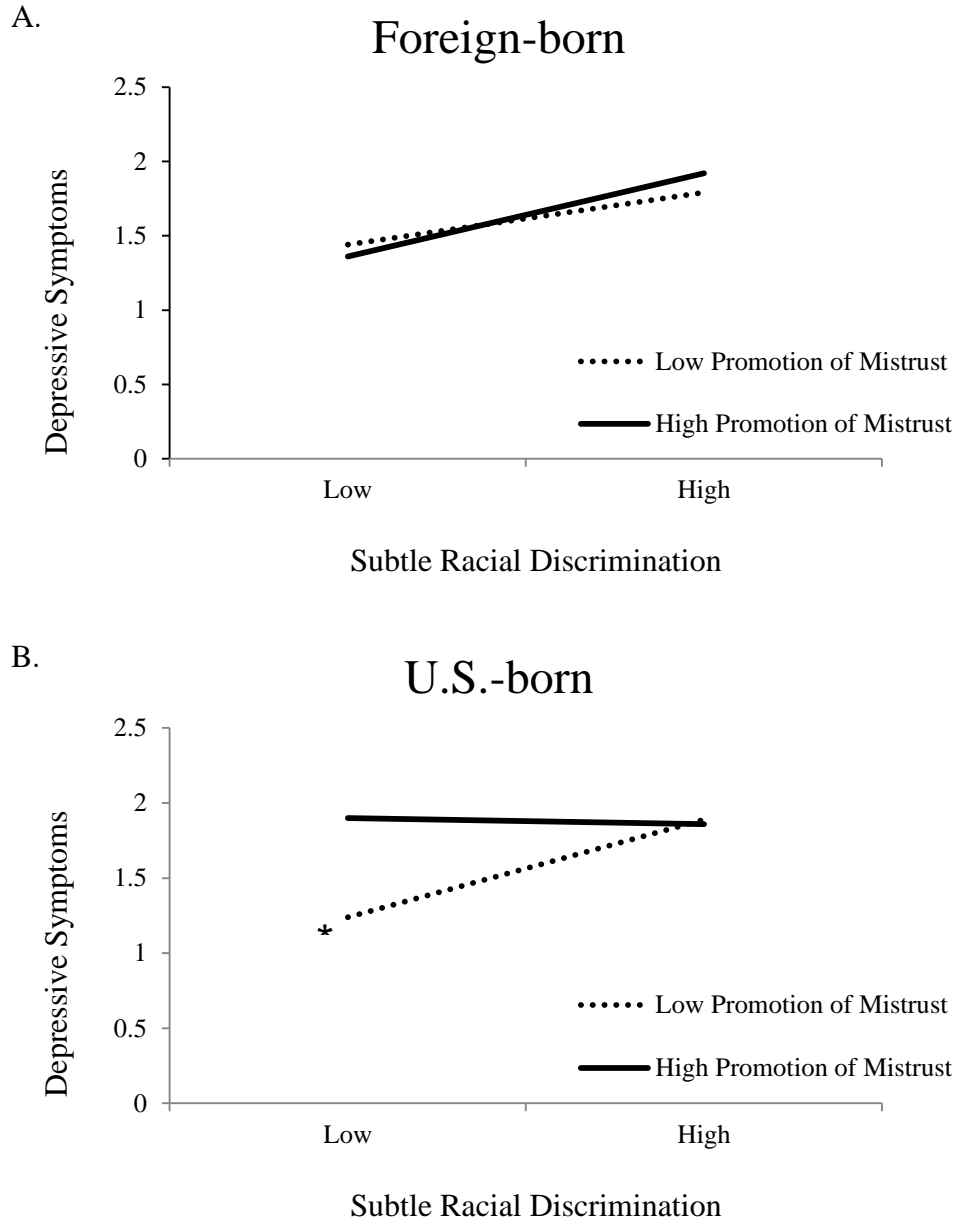 A.
Foreign-born
2.5
2
1.5
1
0.5
0
Depressive Symptoms
Low Promotion of Mistrust
High Promotion of Mistrust
Low High
Subtle Racial Discrimination
B.
U.S.-born
2.5
2
1.5
1
0.5
0
Depressive Symptoms
*
Low Promotion of Mistrust
High Promotion of Mistrust
Low High
Subtle Racial Discrimination